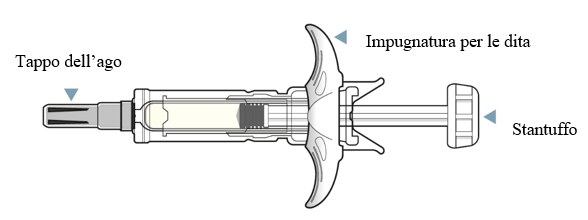 Impugnatura per le dita
Tappo dell’ago
Stantuffo